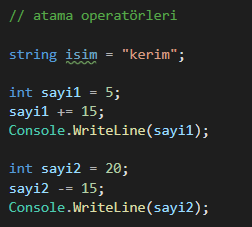 // atama operatörleri
string isim = "kerim";
int sayi1 = 5;
sayi1 += 15;
Console.WriteLine(sayi1);
int sayi2 = 20;
sayi2 -= 15;
Console.WriteLine(sayi2);